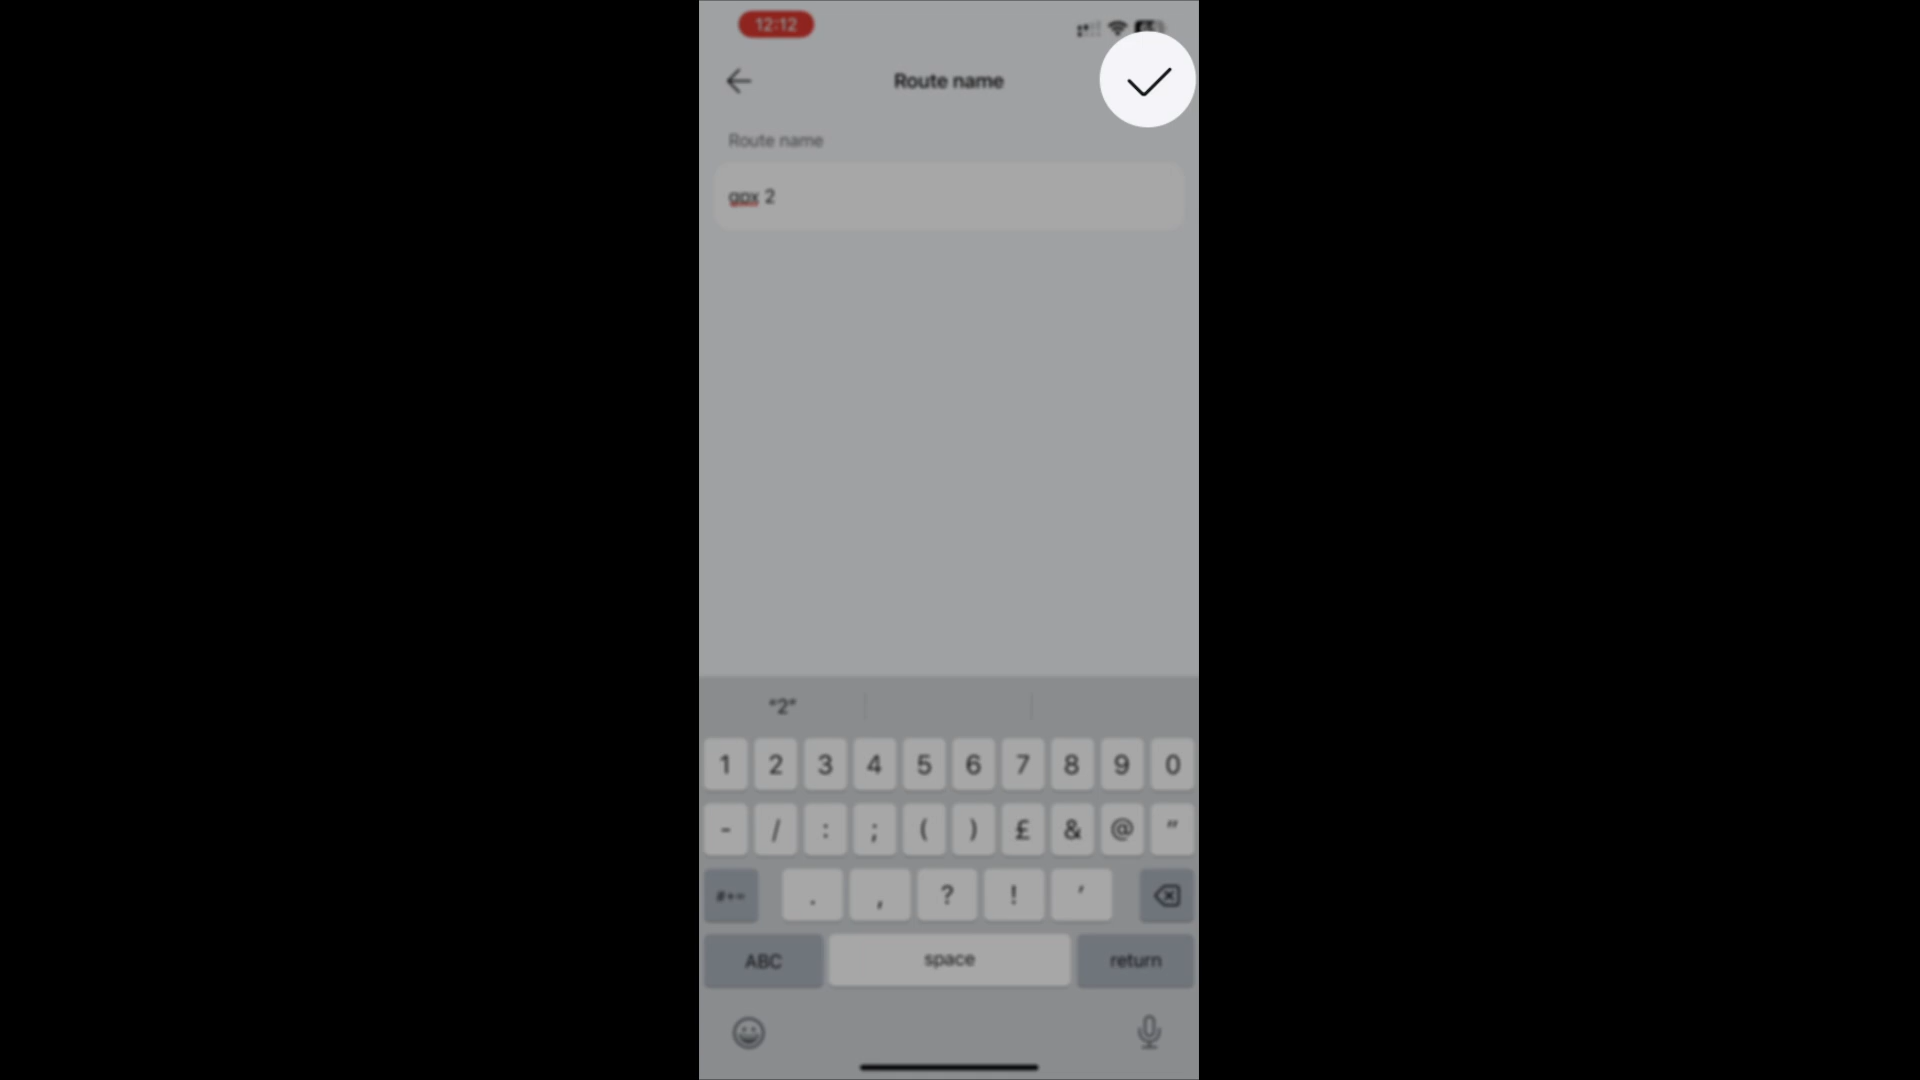 12:12
Route name
Route name
gpx 2
"2"
1 2 3 4 5 6 7 8 9 0
- / : ; ( ) £ & @ "
#+= . , ? ! '
ABC space return